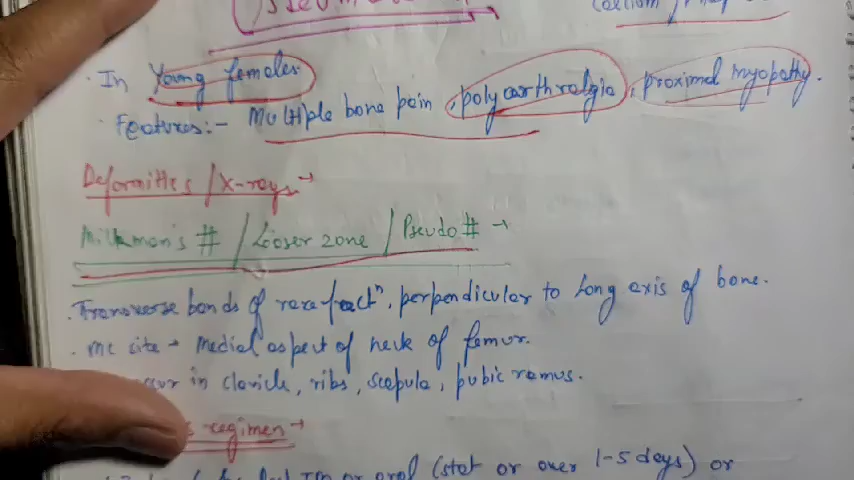 In Young females.
Features:- Multiple bone pain, polyarthralgia, proximal myopathy.
Deformities / X-rays →
Milkman's # / Looser zone / Pseudo # →
. Transverse bands of rarefactⁿ, perpendicular to long axis of bone.
. MC site → Medial aspect of neck of femur.
in clavicle, ribs, scapula, pubic ramus.
regimen →
or oral (stat or over 1-5 days) or